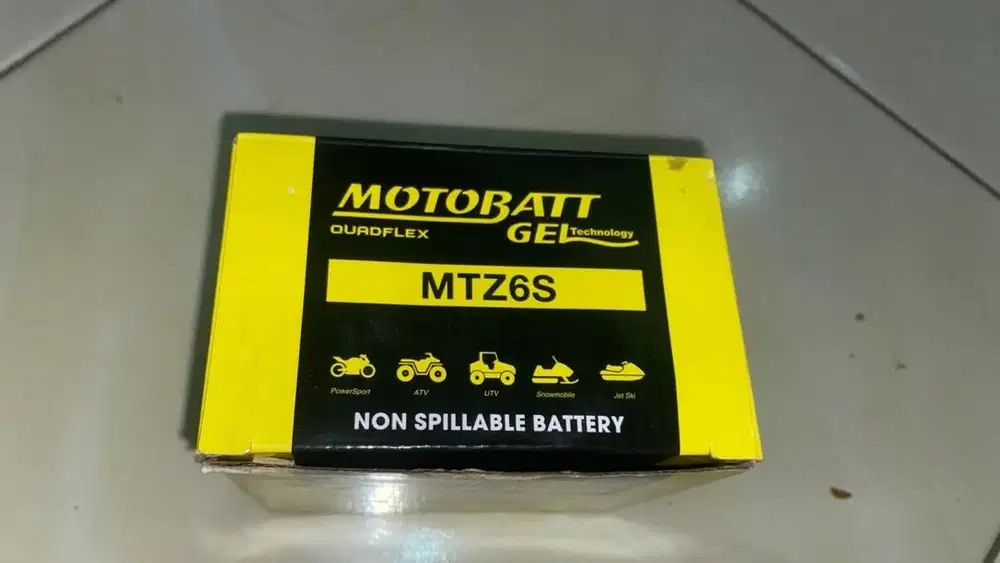 MOTOBATT
QUADFLEX GEL Technology
MTZ6S
PowerSport ATV UTV Snowmobile Jet Ski
NON SPILLABLE BATTERY